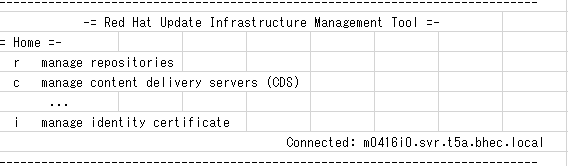 ------------------------------------------------------------------------------
-= Red Hat Update Infrastructure Management Tool =-
= Home =-
r manage repositories
c manage content delivery servers (CDS)
...
i manage identity certificate
Connected: m0416i0.svr.t5a.bhec.local
------------------------------------------------------------------------------